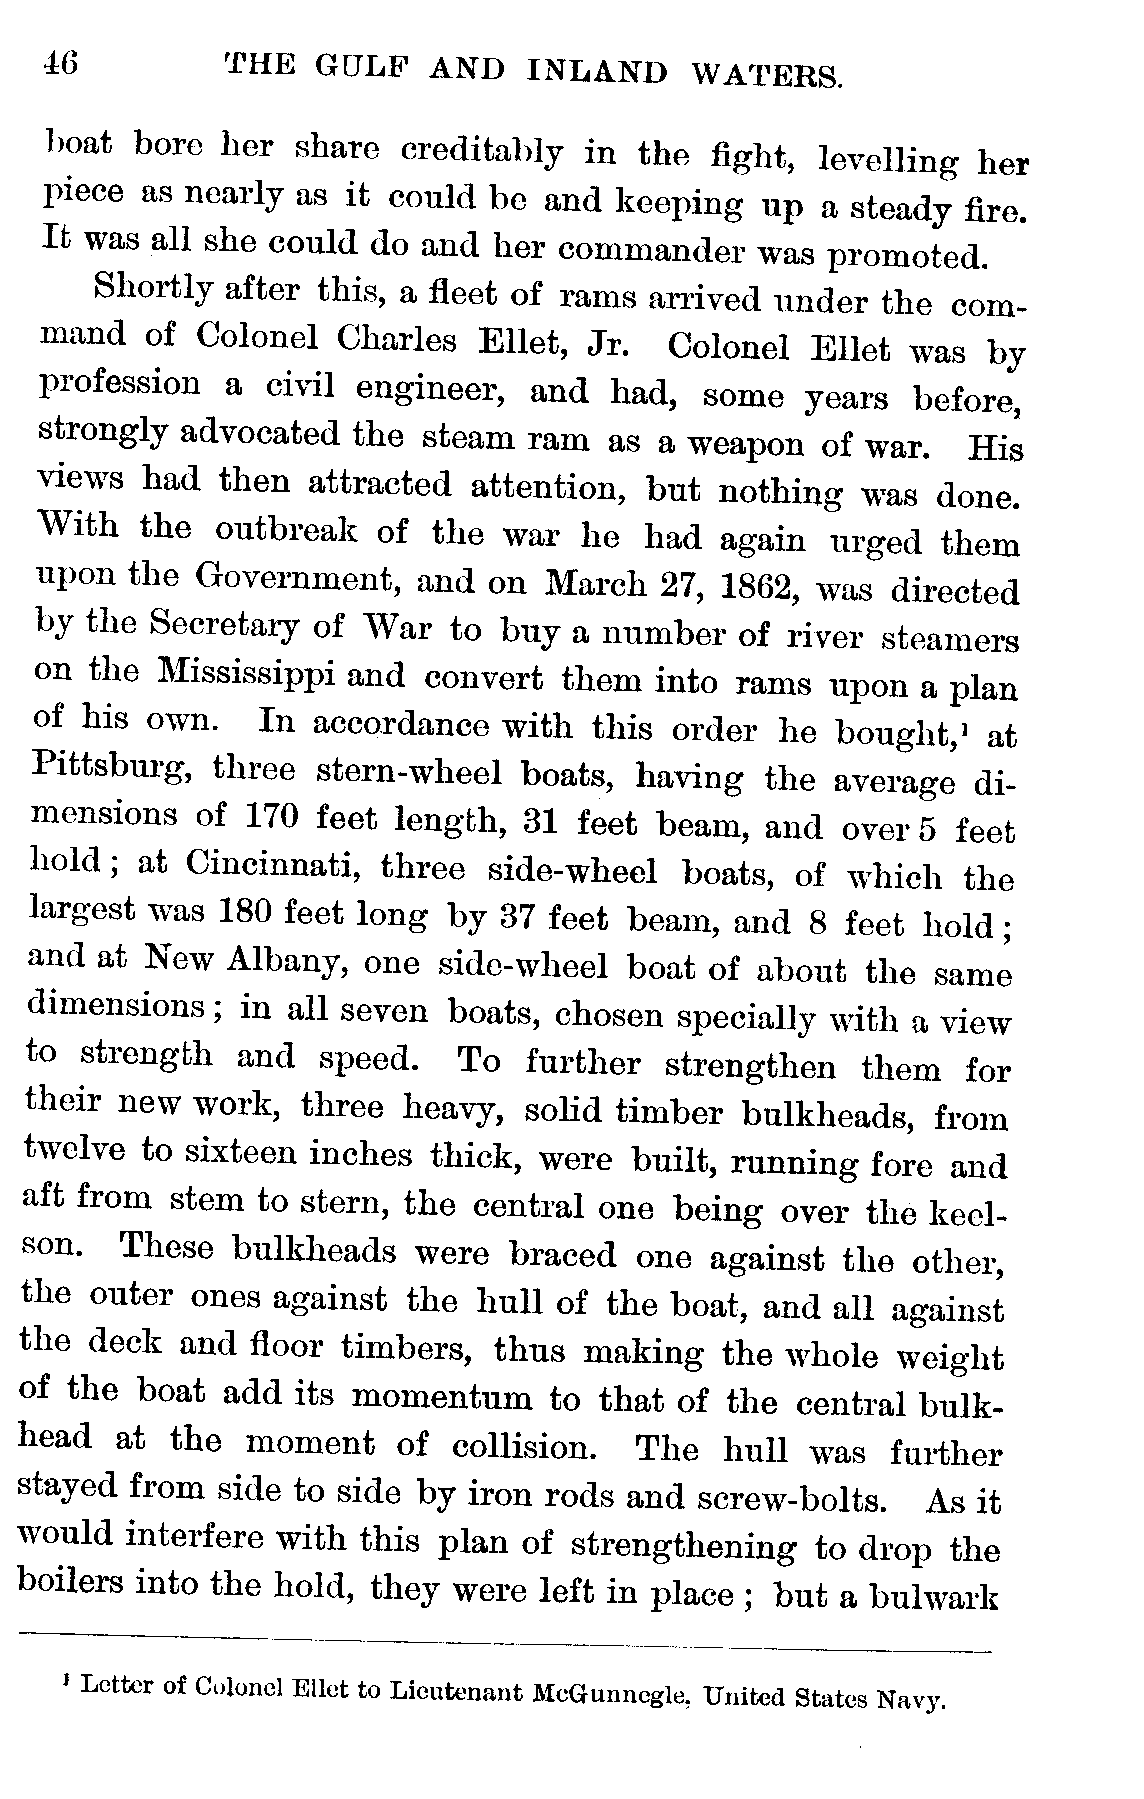 46 THE GULF AND INLAND WATERS.
boat bore her share creditably in the fight, levelling her
piece as nearly as it could be and keeping up a steady fire.
It was all she could do and her commander was promoted.
Shortly after this, a fleet of rams arrived under the com-
mand of Colonel Charles Ellet, Jr. Colonel Ellet was by
profession a civil engineer, and had, some years before,
strongly advocated the steam ram as a weapon of war. His
views had then attracted attention, but nothing was done.
With the outbreak of the war he had again urged them
upon the Government, and on March 27, 1862, was directed
by the Secretary of War to buy a number of river steamers
on the Mississippi and convert them into rams upon a plan
of his own. In accordance with this order he bought,¹ at
Pittsburg, three stern-wheel boats, having the average di-
mensions of 170 feet length, 31 feet beam, and over 5 feet
hold; at Cincinnati, three side-wheel boats, of which the
largest was 180 feet long by 37 feet beam, and 8 feet hold;
and at New Albany, one side-wheel boat of about the same
dimensions; in all seven boats, chosen specially with a view
to strength and speed. To further strengthen them for
their new work, three heavy, solid timber bulkheads, from
twelve to sixteen inches thick, were built, running fore and
aft from stem to stern, the central one being over the keel-
son. These bulkheads were braced one against the other,
the outer ones against the hull of the boat, and all against
the deck and floor timbers, thus making the whole weight
of the boat add its momentum to that of the central bulk-
head at the moment of collision. The hull was further
stayed from side to side by iron rods and screw-bolts. As it
would interfere with this plan of strengthening to drop the
boilers into the hold, they were left in place; but a bulwark
¹ Letter of Colonel Ellet to Lieutenant McGunnegle, United States Navy.